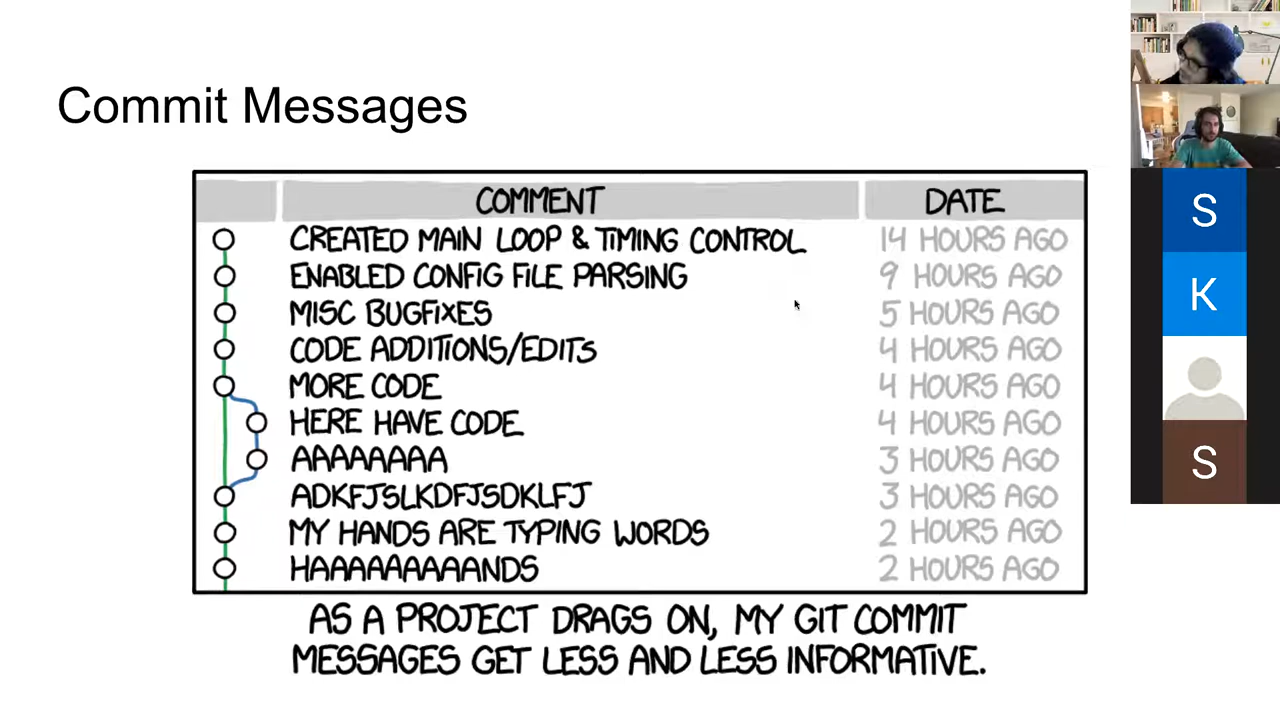 Commit Messages
COMMENT DATE
CREATED MAIN LOOP & TIMING CONTROL 14 HOURS AGO
ENABLED CONFIG FILE PARSING 9 HOURS AGO
MISC BUGFIXES 5 HOURS AGO
CODE ADDITIONS/EDITS 4 HOURS AGO
MORE CODE 4 HOURS AGO
HERE HAVE CODE 4 HOURS AGO
AAAAAAAA 3 HOURS AGO
ADKFJSLKDFJSDKLFJ 3 HOURS AGO
MY HANDS ARE TYPING WORDS 2 HOURS AGO
HAAAAAAAAANDS 2 HOURS AGO
AS A PROJECT DRAGS ON, MY GIT COMMIT
MESSAGES GET LESS AND LESS INFORMATIVE.
S
K
S